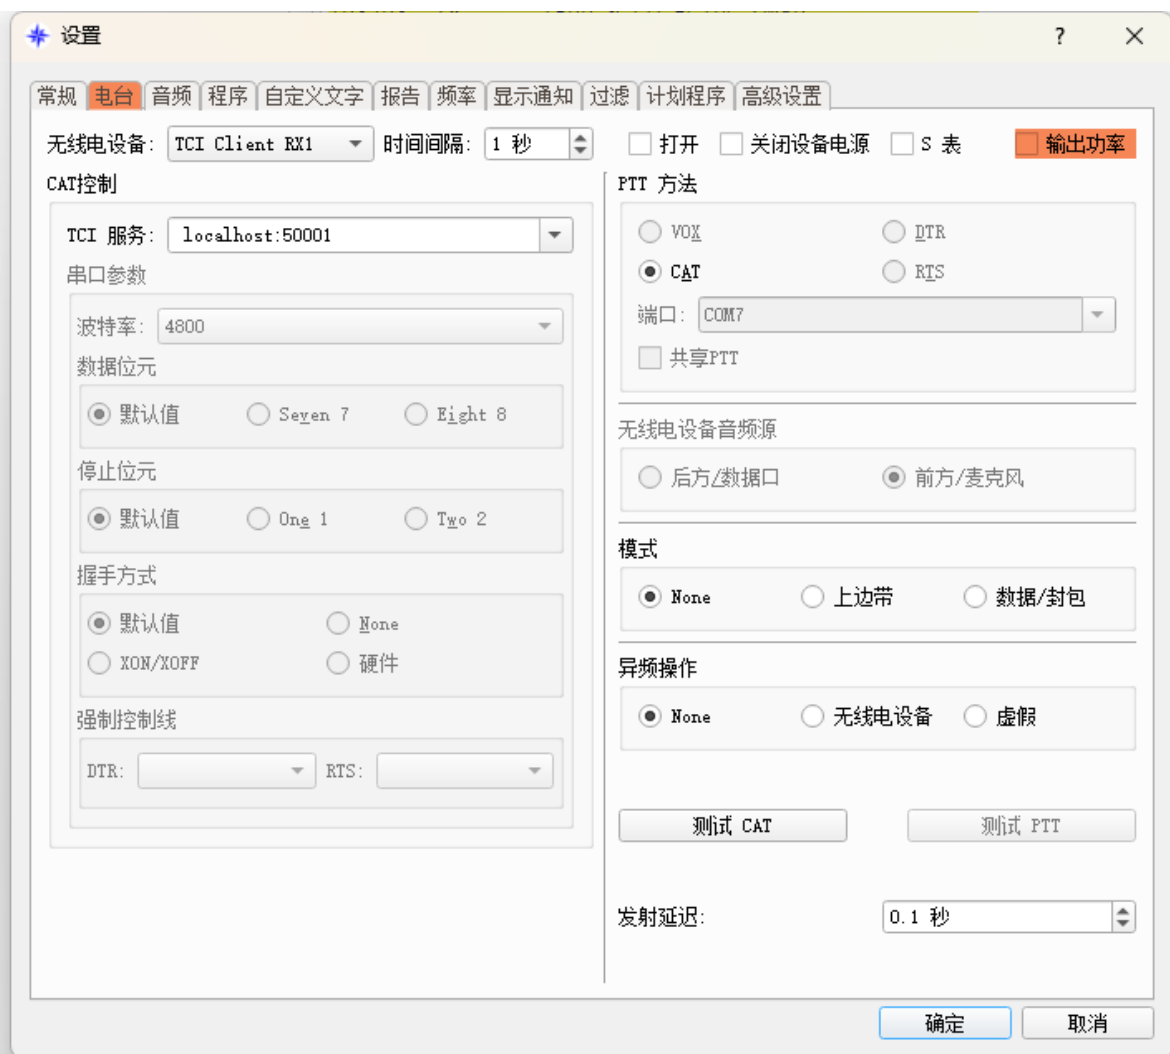 设置
?
常规 电台 音频 程序 自定义文字 报告 频率 显示通知 过滤 计划程序 高级设置
无线电设备: TCI Client RX1 时间间隔: 1 秒 打开 关闭设备电源 S 表 输出功率
CAT控制
TCI 服务: localhost:50001
串口参数
波特率: 4800
数据位元
默认值 Seven 7 Eight 8
停止位元
默认值 One 1 Two 2
握手方式
默认值 None
XON/XOFF 硬件
强制控制线
DTR: RTS:
PTT 方法
VOX DTR
CAT RTS
端口: COM7
共享PTT
无线电设备音频源
后方/数据口 前方/麦克风
模式
None 上边带 数据/封包
异频操作
None 无线电设备 虚假
测试 CAT 测试 PTT
发射延迟: 0.1 秒
确定 取消